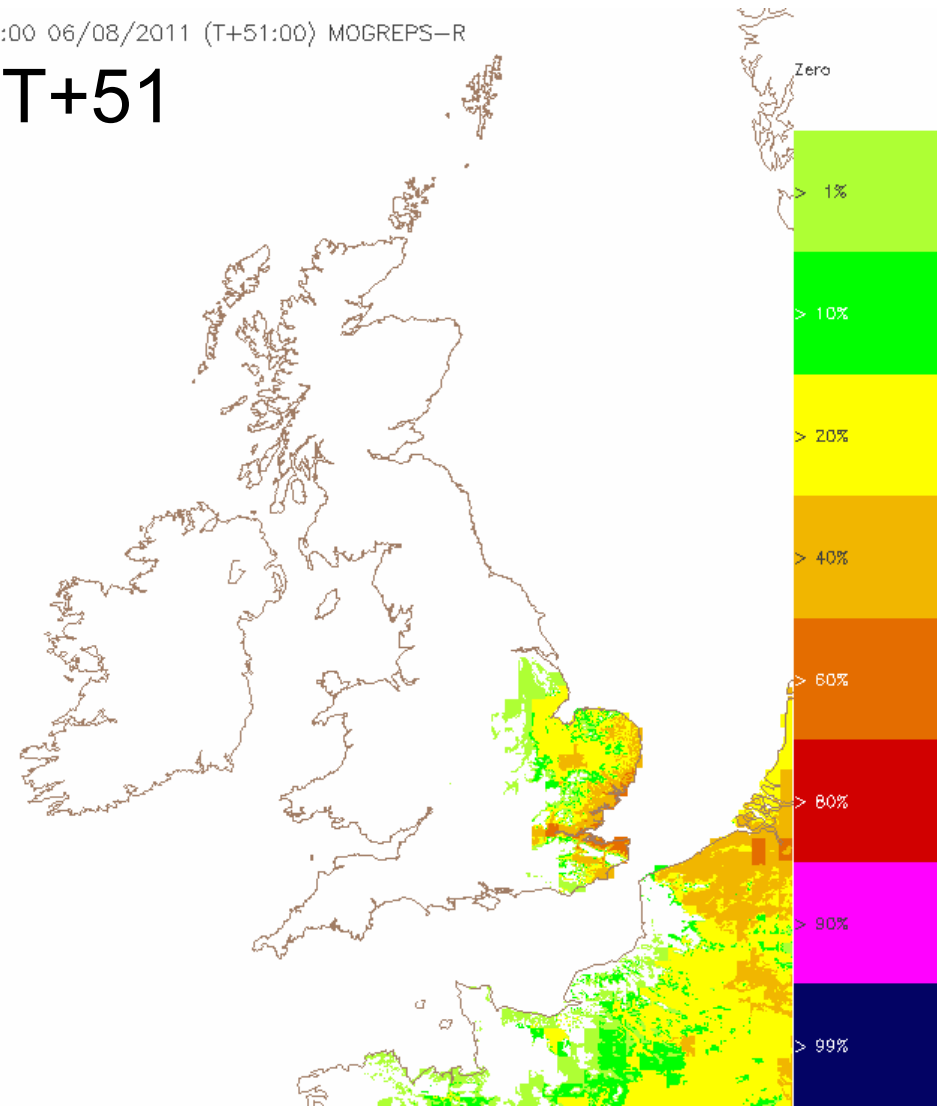 :00 06/08/2011 (T+51:00) MOGREPS-R
T+51
Zero
> 1%
> 10%
> 20%
> 40%
> 60%
> 80%
> 90%
> 99%